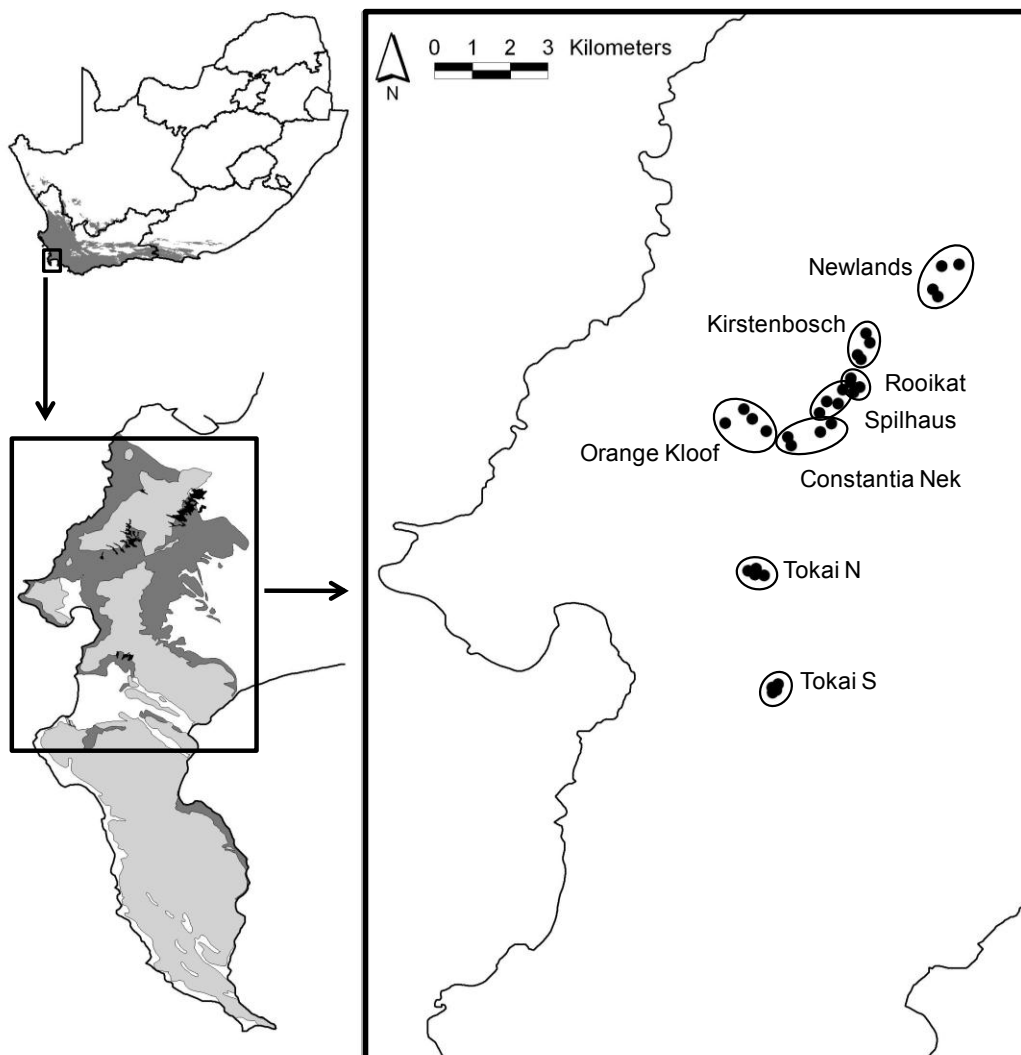 0 1 2 3 Kilometers
N
Newlands
Kirstenbosch
Rooikat
Spilhaus
Orange Kloof
Constantia Nek
Tokai N
Tokai S